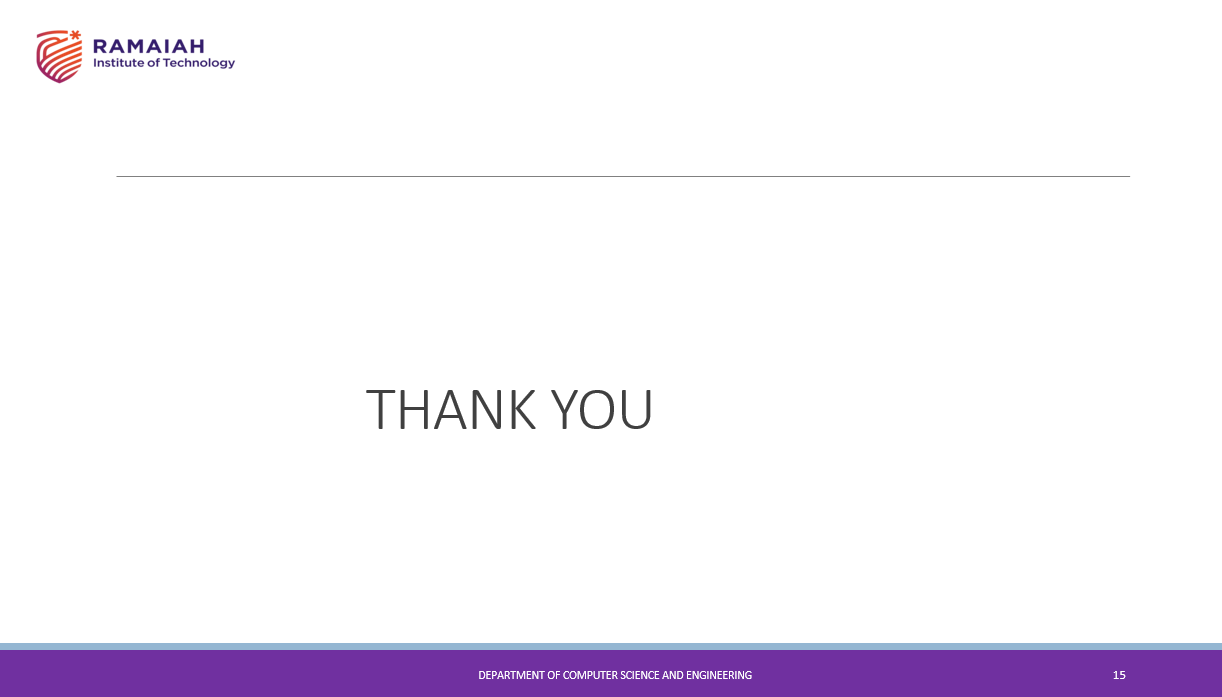 RAMAIAH
Institute of Technology
THANK YOU
DEPARTMENT OF COMPUTER SCIENCE AND ENGINEERING
15